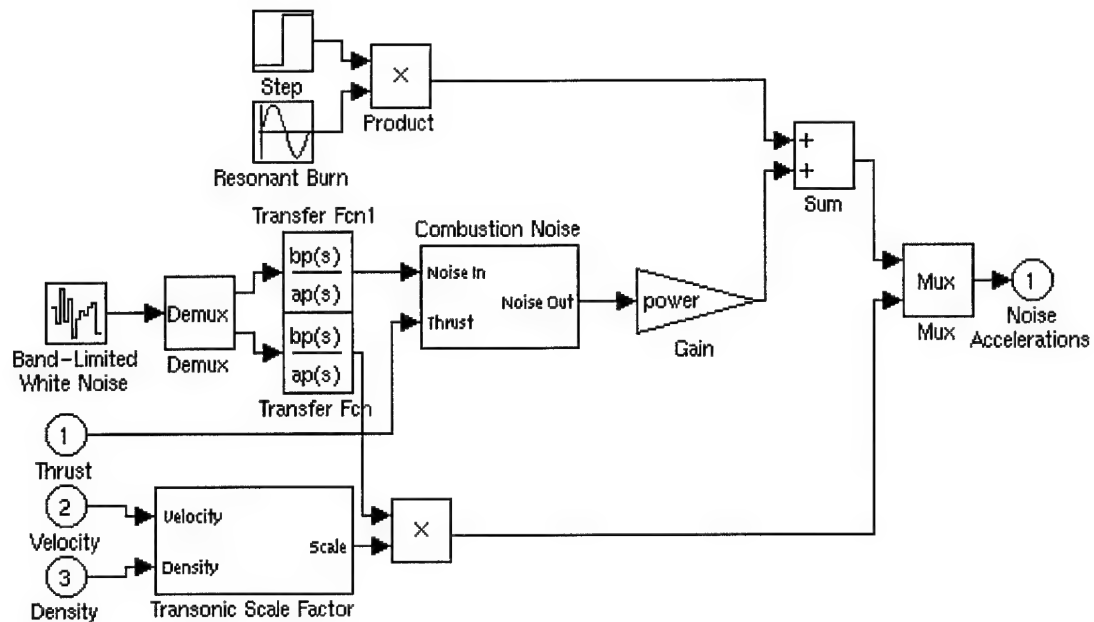 Step
×
Product
Resonant Burn
+
+
Sum
Transfer Fcn1
bp(s)
ap(s)
Combustion Noise
Noise In
Noise Out
Thrust
power
Gain
Mux
Mux
1
Noise
Accelerations
Band-Limited
White Noise
Demux
Demux
bp(s)
ap(s)
Transfer Fcn
1
Thrust
2
Velocity
3
Density
Velocity
Scale
Density
Transonic Scale Factor
×